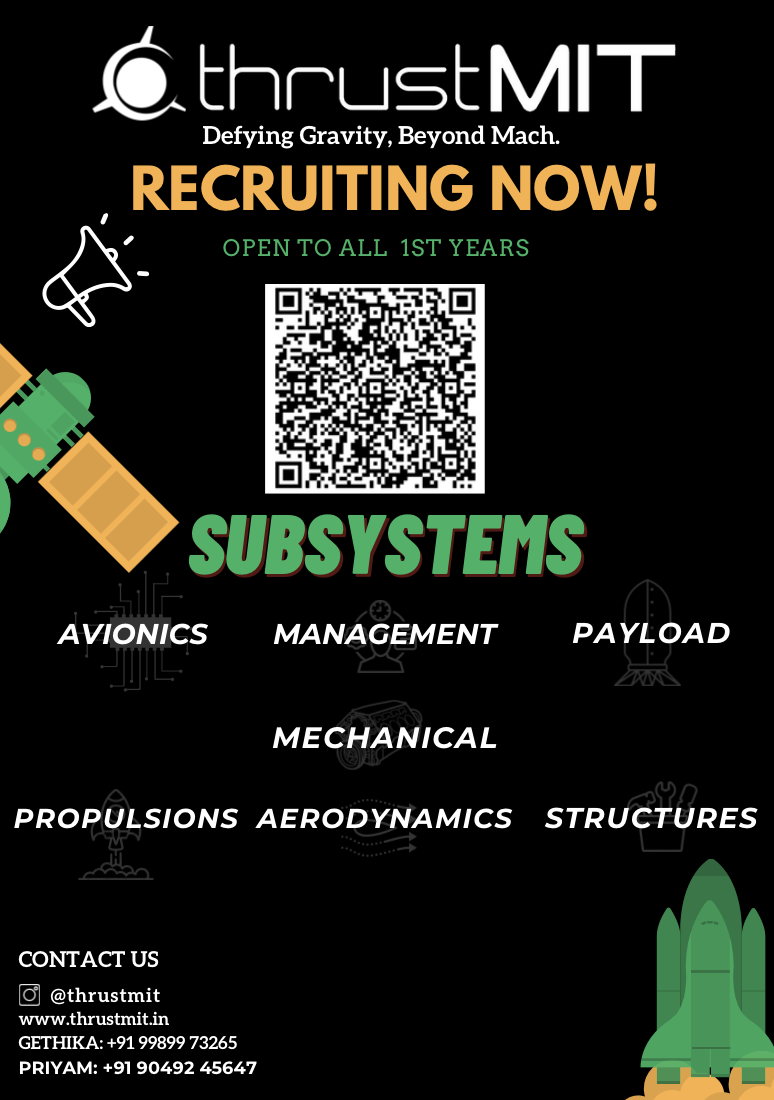 thrustMIT
Defying Gravity, Beyond Mach.
RECRUITING NOW!
OPEN TO ALL 1ST YEARS
SUBSYSTEMS
AVIONICS MANAGEMENT PAYLOAD
MECHANICAL
PROPULSIONS AERODYNAMICS STRUCTURES
CONTACT US
@thrustmit
www.thrustmit.in
GETHIKA: +91 99899 73265
PRIYAM: +91 90492 45647